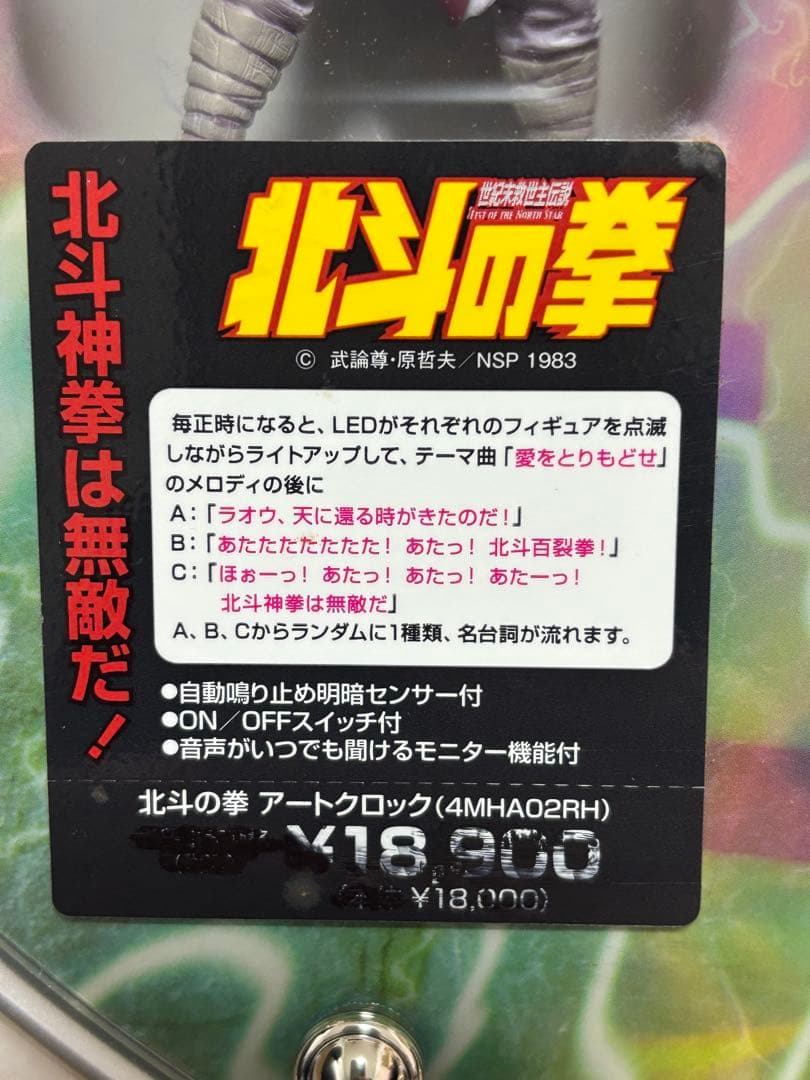 北斗神拳は無敵だ！
世紀末救世主伝説
FIST OF THE NORTH STAR
北斗の拳
© 武論尊・原哲夫／NSP 1983
毎正時になると、LEDがそれぞれのフィギュアを点滅
しながらライトアップして、テーマ曲「愛をとりもどせ」
のメロディの後に
A：「ラオウ、天に還る時がきたのだ！」
B：「あたたたたたたた！ あたっ！ 北斗百裂拳！」
C：「ほぉーっ！ あたっ！ あたっ！ あたーっ！
北斗神拳は無敵だ」
A、B、Cからランダムに1種類、名台詞が流れます。
●自動鳴り止め明暗センサー付
●ON／OFFスイッチ付
●音声がいつでも聞けるモニター機能付
北斗の拳 アートクロック（4MHA02RH）
¥18,900
¥18,000）